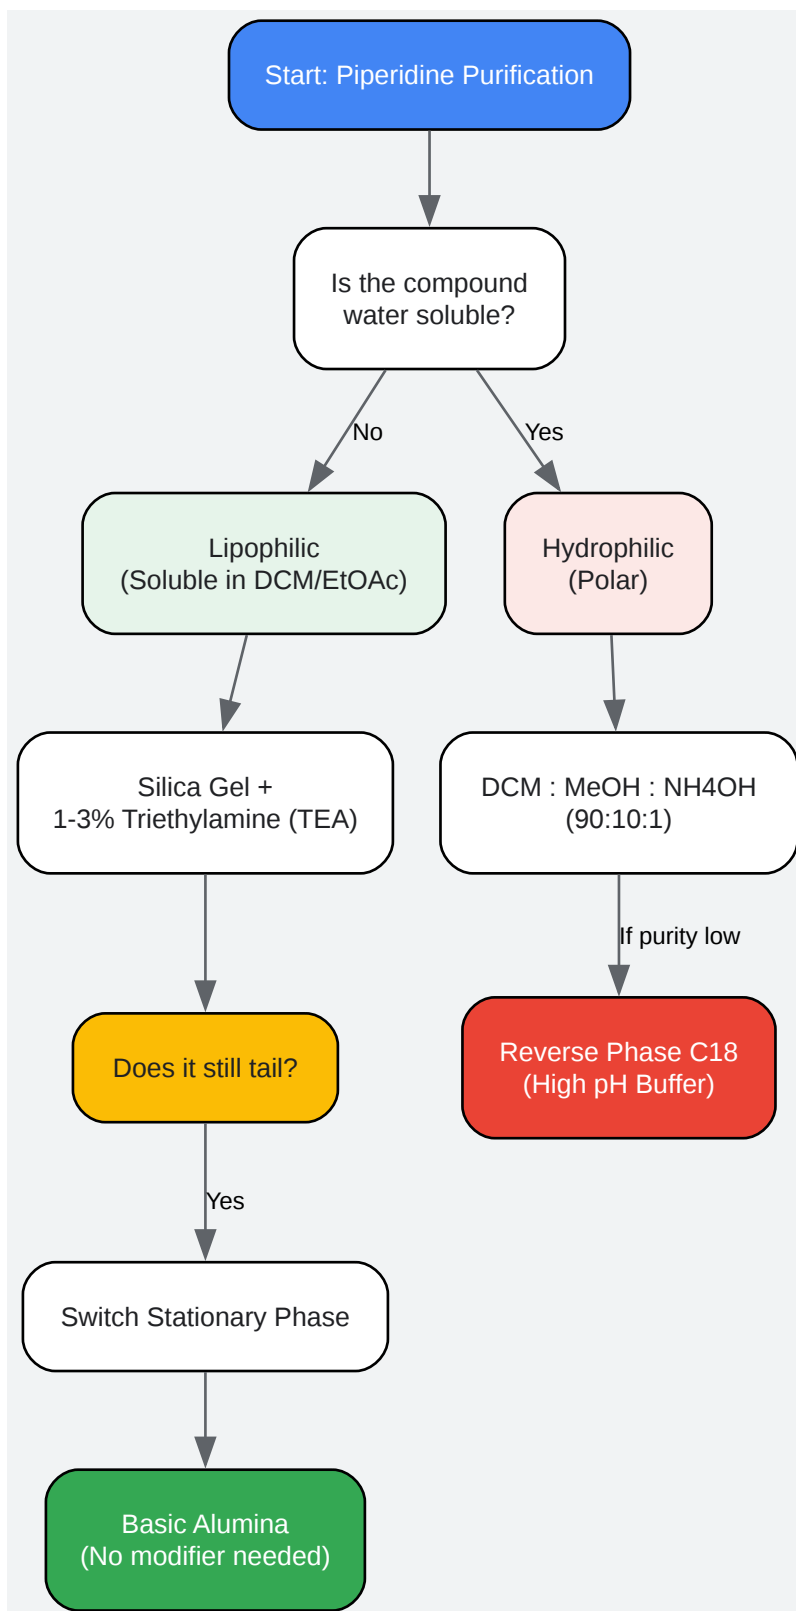 Start: Piperidine Purification
Is the compound
water soluble?
No
Yes
Lipophilic
(Soluble in DCM/EtOAc)
Hydrophilic
(Polar)
Silica Gel +
1-3% Triethylamine (TEA)
DCM : MeOH : NH4OH
(90:10:1)
If purity low
Does it still tail?
Reverse Phase C18
(High pH Buffer)
Yes
Switch Stationary Phase
Basic Alumina
(No modifier needed)